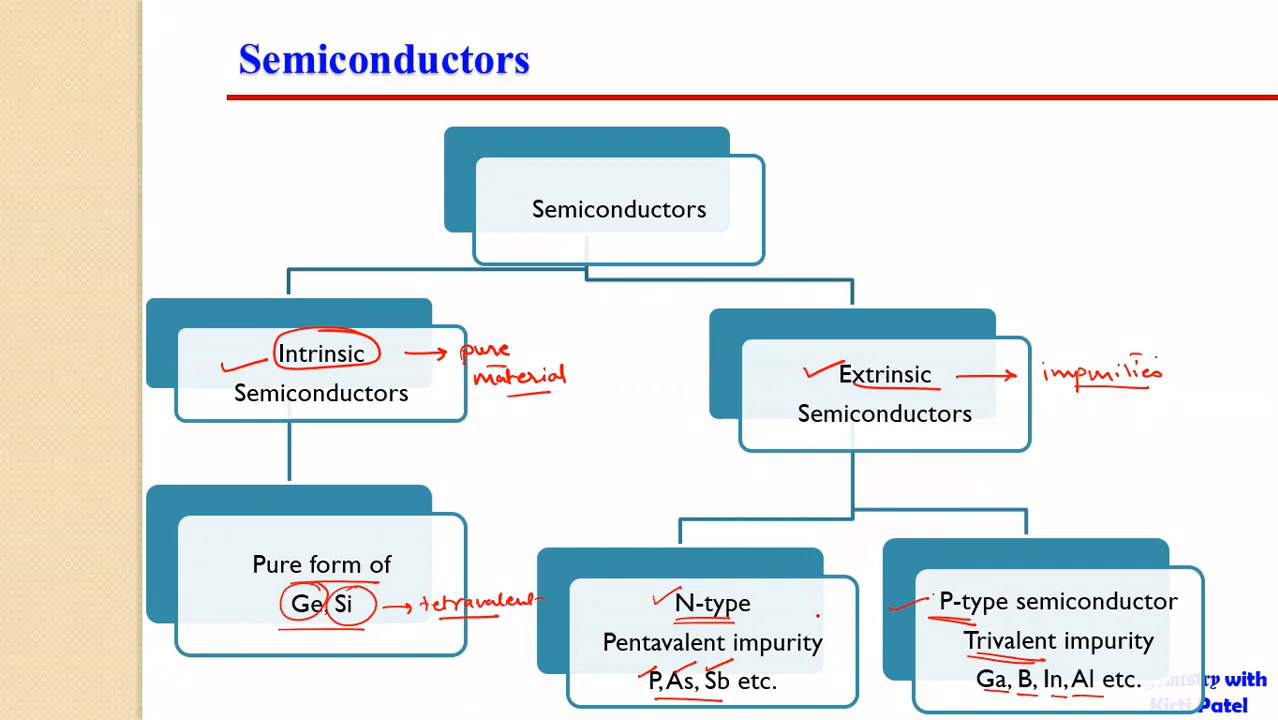 Semiconductors
Semiconductors
Intrinsic
Semiconductors
pure
material
Extrinsic
Semiconductors
impurities
Pure form of
Ge, Si
tetravalent
N-type
Pentavalent impurity
P, As, Sb etc.
P-type semiconductor
Trivalent impurity
Ga, B, In, Al etc.
with
Kirti Patel